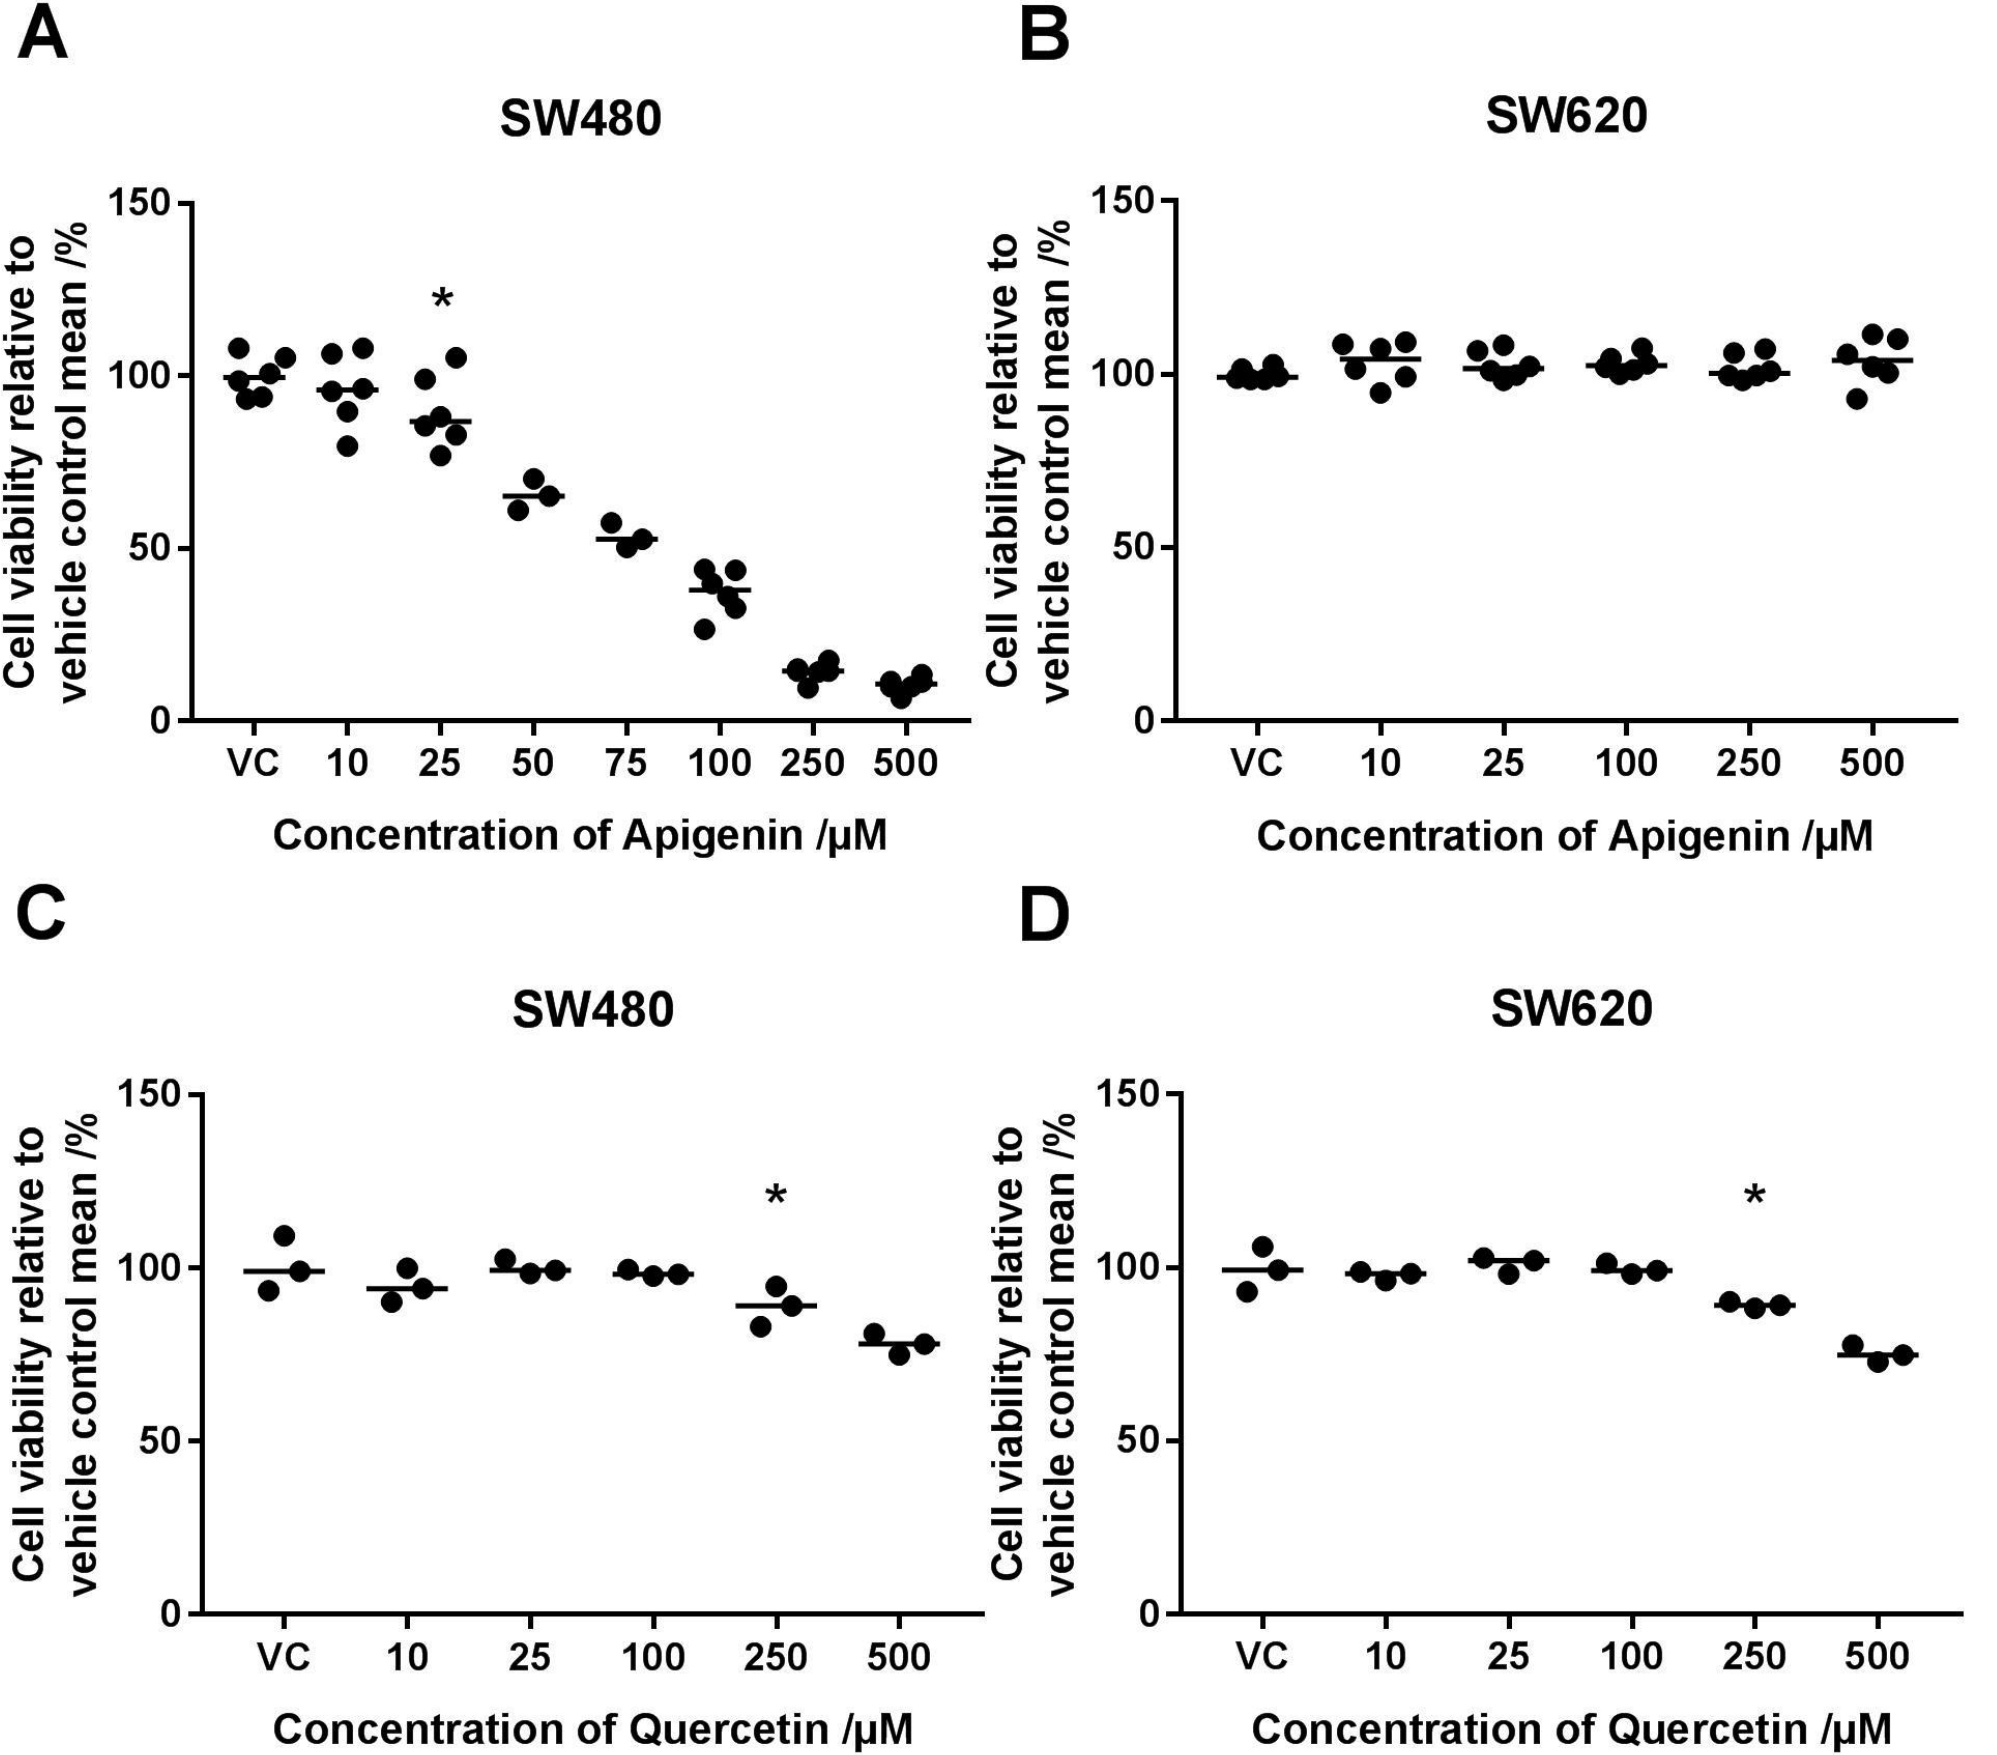 A
SW480
Cell viability relative to
vehicle control mean /%
150
100
50
0
*
VC 10 25 50 75 100 250 500
Concentration of Apigenin /µM
B
SW620
Cell viability relative to
vehicle control mean /%
150
100
50
0
VC 10 25 100 250 500
Concentration of Apigenin /µM
C
SW480
Cell viability relative to
vehicle control mean /%
150
100
50
0
*
VC 10 25 100 250 500
Concentration of Quercetin /µM
D
SW620
Cell viability relative to
vehicle control mean /%
150
100
50
0
*
VC 10 25 100 250 500
Concentration of Quercetin /µM